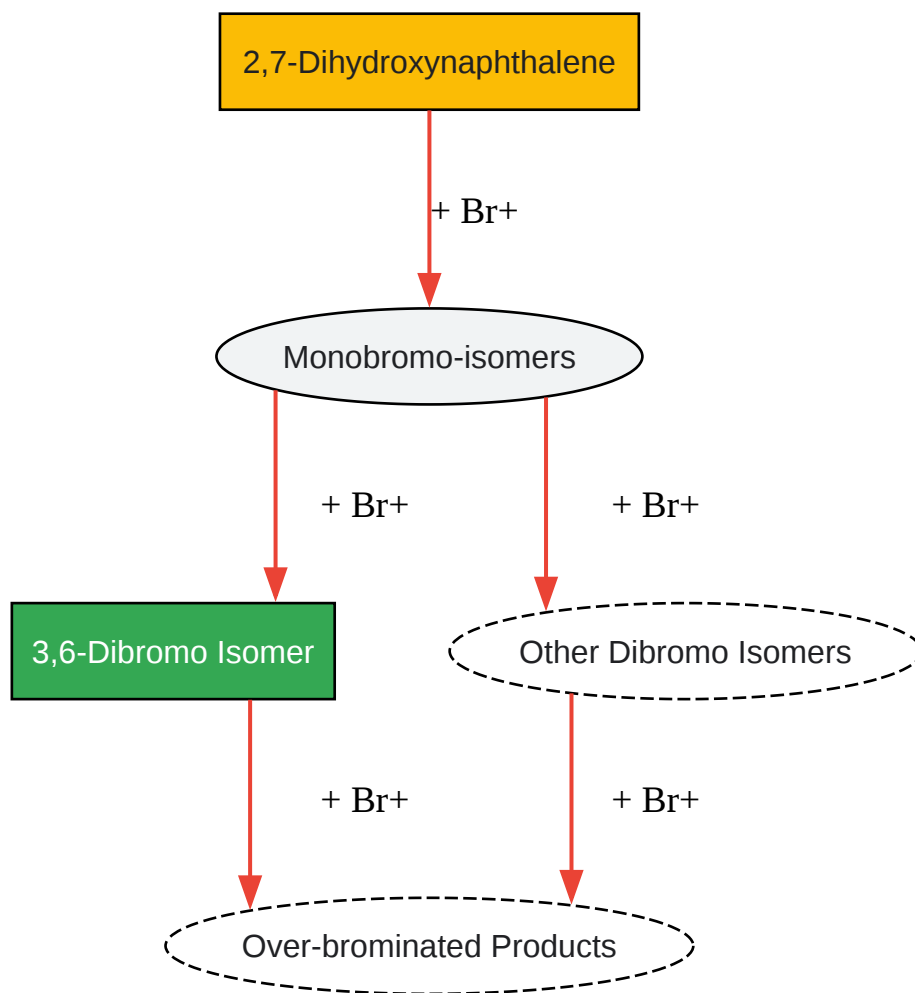 2,7-Dihydroxynaphthalene
+ Br+
Monobromo-isomers
+ Br+
+ Br+
3,6-Dibromo Isomer
Other Dibromo Isomers
+ Br+
+ Br+
Over-brominated Products